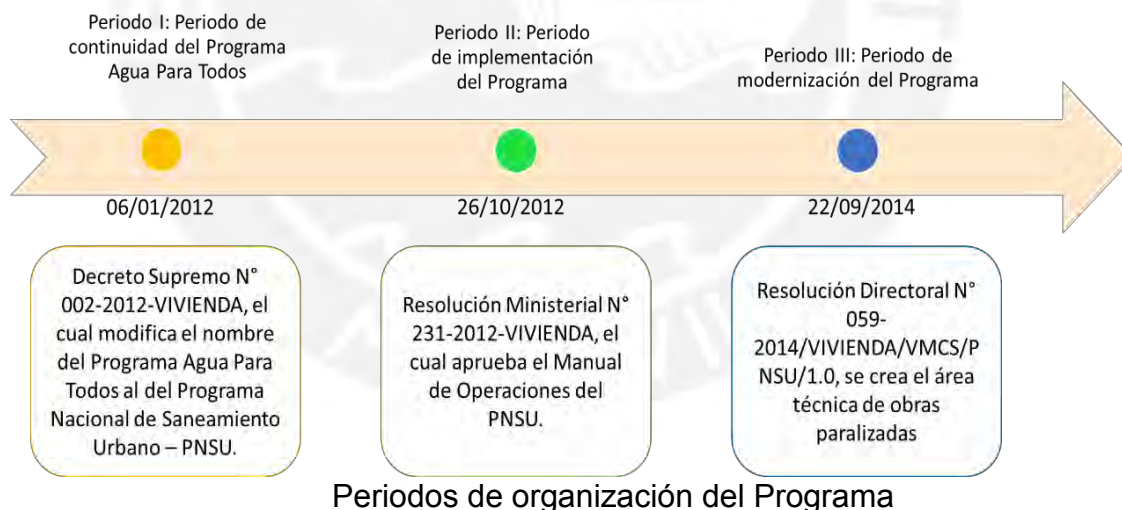 Periodo I: Periodo de
continuidad del Programa
Agua Para Todos
Periodo II: Periodo
de implementación
del Programa
Periodo III: Periodo de
modernización del Programa
06/01/2012
26/10/2012
22/09/2014
Decreto Supremo N°
002-2012-VIVIENDA, el
cual modifica el nombre
del Programa Agua Para
Todos al del Programa
Nacional de Saneamiento
Urbano – PNSU.
Resolución Ministerial N°
231-2012-VIVIENDA, el
cual aprueba el Manual
de Operaciones del
PNSU.
Resolución Directoral N°
059-
2014/VIVIENDA/VMCS/P
NSU/1.0, se crea el área
técnica de obras
paralizadas
Periodos de organización del Programa